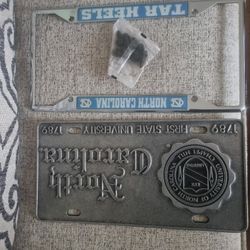 TAR HEELS
NORTH CAROLINA
1789 FIRST STATE UNIVERSITY 1789
North
Carolina